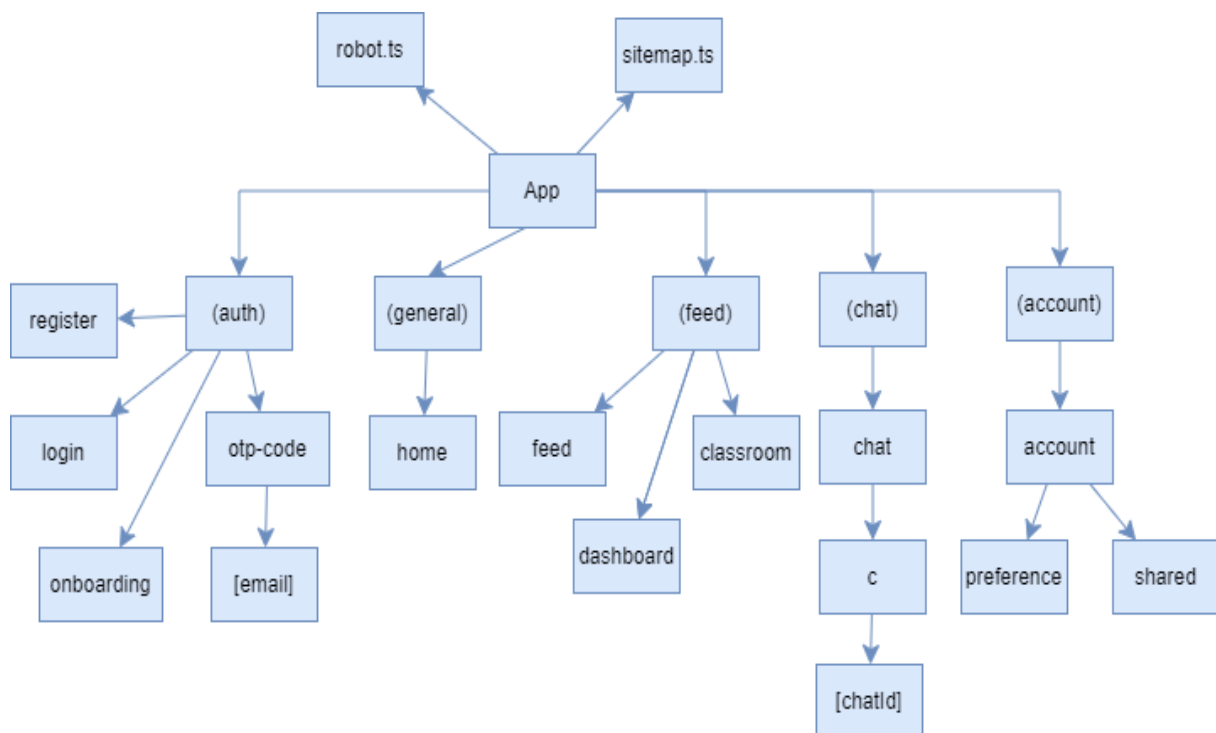 robot.ts
sitemap.ts
App
(auth)
(general)
(feed)
(chat)
(account)
register
login
otp-code
home
feed
classroom
chat
account
onboarding
[email]
dashboard
c
preference
shared
[chatId]